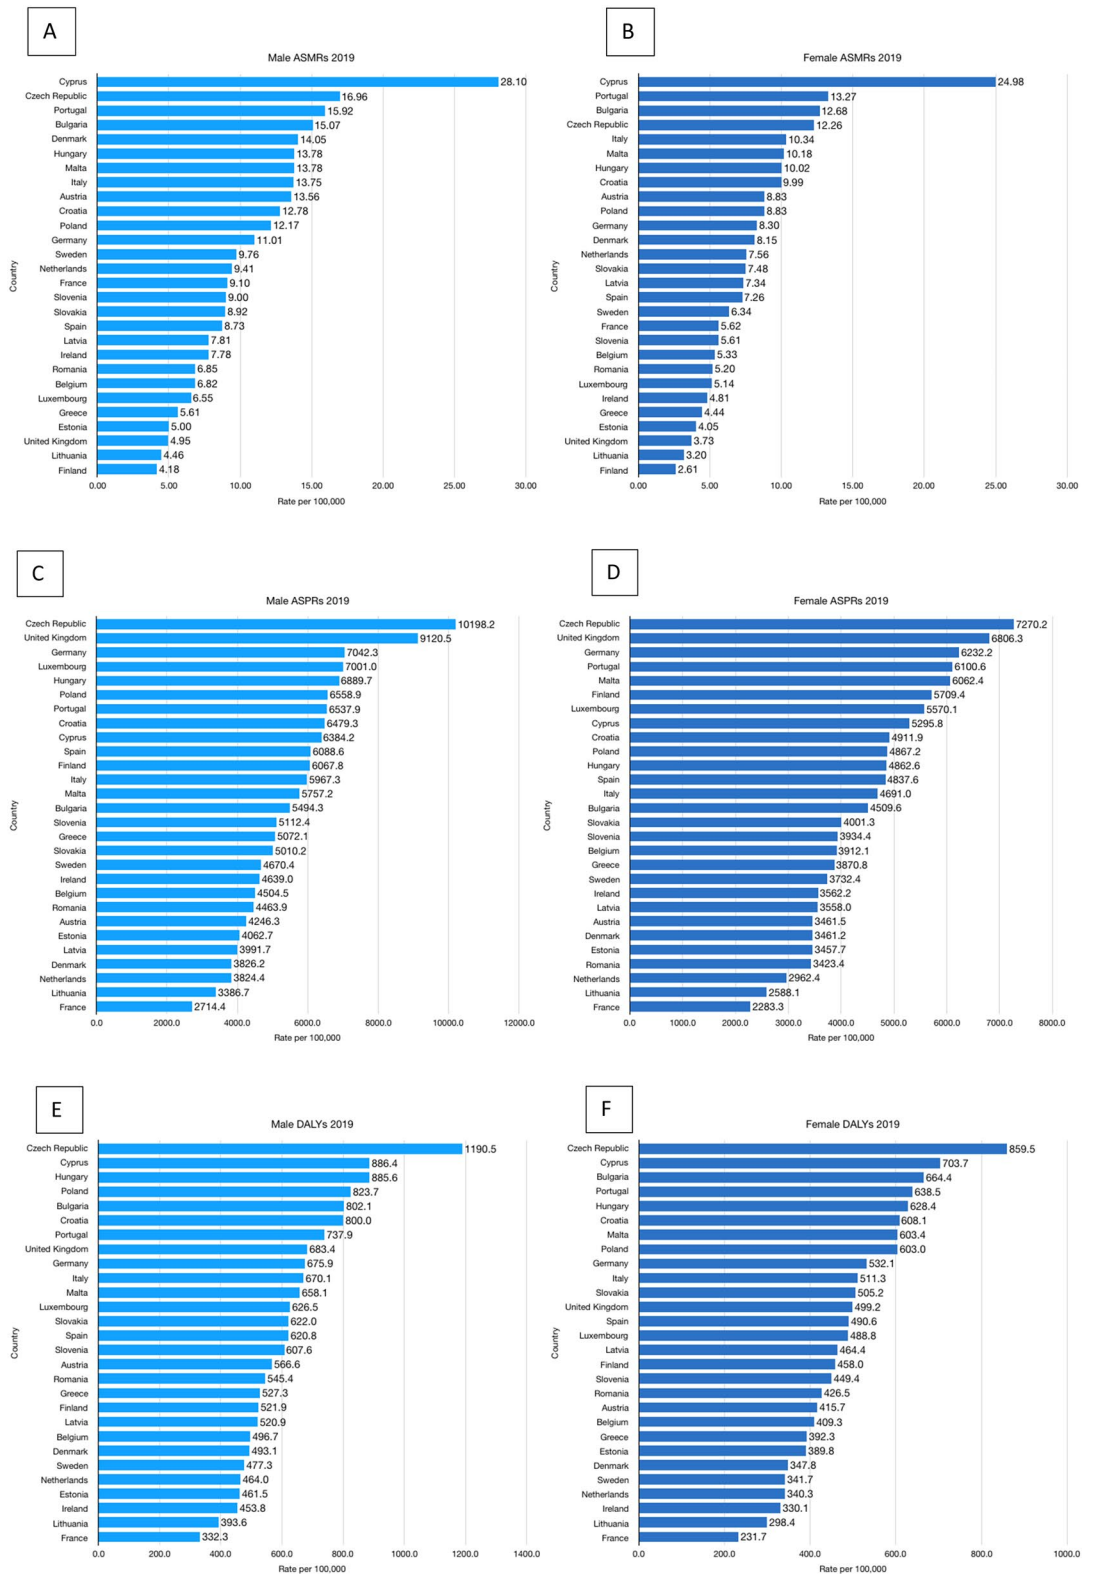 A
Male ASMRs 2019
Country
Cyprus 28.10
Czech Republic 16.96
Portugal 15.92
Bulgaria 15.07
Denmark 14.05
Hungary 13.78
Malta 13.78
Italy 13.75
Austria 13.56
Croatia 12.78
Poland 12.17
Germany 11.01
Sweden 9.76
Netherlands 9.41
France 9.10
Slovenia 9.00
Slovakia 8.92
Spain 8.73
Latvia 7.81
Ireland 7.78
Romania 6.85
Belgium 6.82
Luxembourg 6.55
Greece 5.61
Estonia 5.00
United Kingdom 4.95
Lithuania 4.46
Finland 4.18
0.00 5.00 10.00 15.00 20.00 25.00 30.00
Rate per 100,000
B
Female ASMRs 2019
Country
Cyprus 24.98
Portugal 13.27
Bulgaria 12.68
Czech Republic 12.26
Italy 10.34
Malta 10.18
Hungary 10.02
Croatia 9.99
Austria 8.83
Poland 8.83
Germany 8.30
Denmark 8.15
Netherlands 7.56
Slovakia 7.48
Latvia 7.34
Spain 7.26
Sweden 6.34
France 5.62
Slovenia 5.61
Belgium 5.33
Romania 5.20
Luxembourg 5.14
Ireland 4.81
Greece 4.44
Estonia 4.05
United Kingdom 3.73
Lithuania 3.20
Finland 2.61
0.00 5.00 10.00 15.00 20.00 25.00 30.00
Rate per 100,000
C
Male ASPRs 2019
Country
Czech Republic 10198.2
United Kingdom 9120.5
Germany 7042.3
Luxembourg 7001.0
Hungary 6889.7
Poland 6558.9
Portugal 6537.9
Croatia 6479.3
Cyprus 6384.2
Spain 6088.6
Finland 6067.8
Italy 5967.3
Malta 5757.2
Bulgaria 5494.3
Slovenia 5112.4
Greece 5072.1
Slovakia 5010.2
Sweden 4670.4
Ireland 4639.0
Belgium 4504.5
Romania 4463.9
Austria 4246.3
Estonia 4062.7
Latvia 3991.7
Denmark 3826.2
Netherlands 3824.4
Lithuania 3386.7
France 2714.4
0.0 2000.0 4000.0 6000.0 8000.0 10000.0 12000.0
Rate per 100,000
D
Female ASPRs 2019
Country
Czech Republic 7270.2
United Kingdom 6806.3
Germany 6232.2
Portugal 6100.6
Malta 6062.4
Finland 5709.4
Luxembourg 5570.1
Cyprus 5295.8
Croatia 4911.9
Poland 4867.2
Hungary 4862.6
Spain 4837.6
Italy 4691.0
Bulgaria 4509.6
Slovakia 4001.3
Slovenia 3934.4
Belgium 3912.1
Greece 3870.8
Sweden 3732.4
Ireland 3562.2
Latvia 3558.0
Austria 3461.5
Denmark 3461.2
Estonia 3457.7
Romania 3423.4
Netherlands 2962.4
Lithuania 2588.1
France 2283.3
0.0 1000.0 2000.0 3000.0 4000.0 5000.0 6000.0 7000.0 8000.0
Rate per 100,000
E
Male DALYs 2019
Country
Czech Republic 1190.5
Cyprus 886.4
Hungary 885.6
Poland 823.7
Bulgaria 802.1
Croatia 800.0
Portugal 737.9
United Kingdom 683.4
Germany 675.9
Italy 670.1
Malta 658.1
Luxembourg 626.5
Slovakia 622.0
Spain 620.8
Slovenia 607.6
Austria 566.6
Romania 545.4
Greece 527.3
Finland 521.9
Latvia 520.9
Belgium 496.7
Denmark 493.1
Sweden 477.3
Netherlands 464.0
Estonia 461.5
Ireland 453.8
Lithuania 393.6
France 332.3
0.0 200.0 400.0 600.0 800.0 1000.0 1200.0 1400.0
Rate per 100,000
F
Female DALYs 2019
Country
Czech Republic 859.5
Cyprus 703.7
Bulgaria 664.4
Portugal 638.5
Hungary 628.4
Croatia 608.1
Malta 603.4
Poland 603.0
Germany 532.1
Italy 511.3
Slovakia 505.2
United Kingdom 499.2
Spain 490.6
Luxembourg 488.8
Latvia 464.4
Finland 458.0
Slovenia 449.4
Romania 426.5
Austria 415.7
Belgium 409.3
Greece 392.3
Estonia 389.8
Denmark 347.8
Sweden 341.7
Netherlands 340.3
Ireland 330.1
Lithuania 298.4
France 231.7
0.0 200.0 400.0 600.0 800.0 1000.0
Rate per 100,000